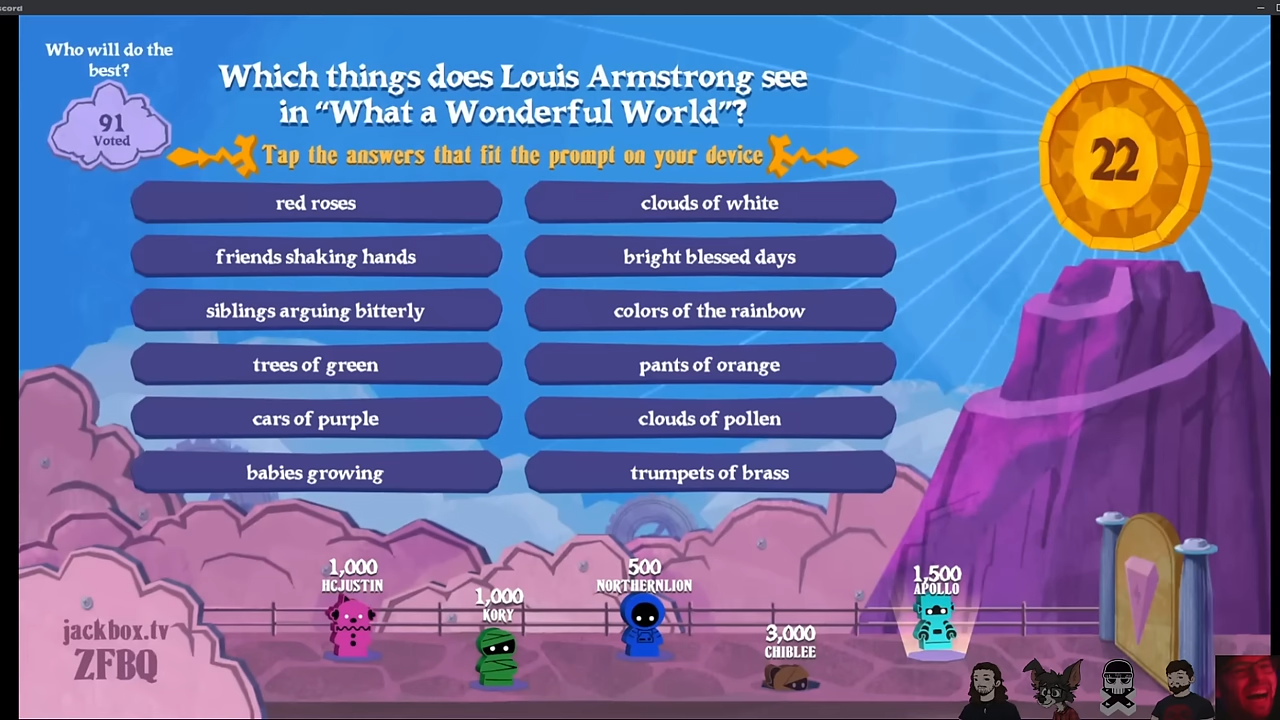 scord
Who will do the
best?
91
Voted
Which things does Louis Armstrong see
in “What a Wonderful World”?
Tap the answers that fit the prompt on your device
22
red roses
clouds of white
friends shaking hands
bright blessed days
siblings arguing bitterly
colors of the rainbow
trees of green
pants of orange
cars of purple
clouds of pollen
babies growing
trumpets of brass
1,000
HCJUSTIN
1,000
KORY
500
NORTHERNLION
3,000
CHIBLEE
1,500
APOLLO
jackbox.tv
ZFBQ